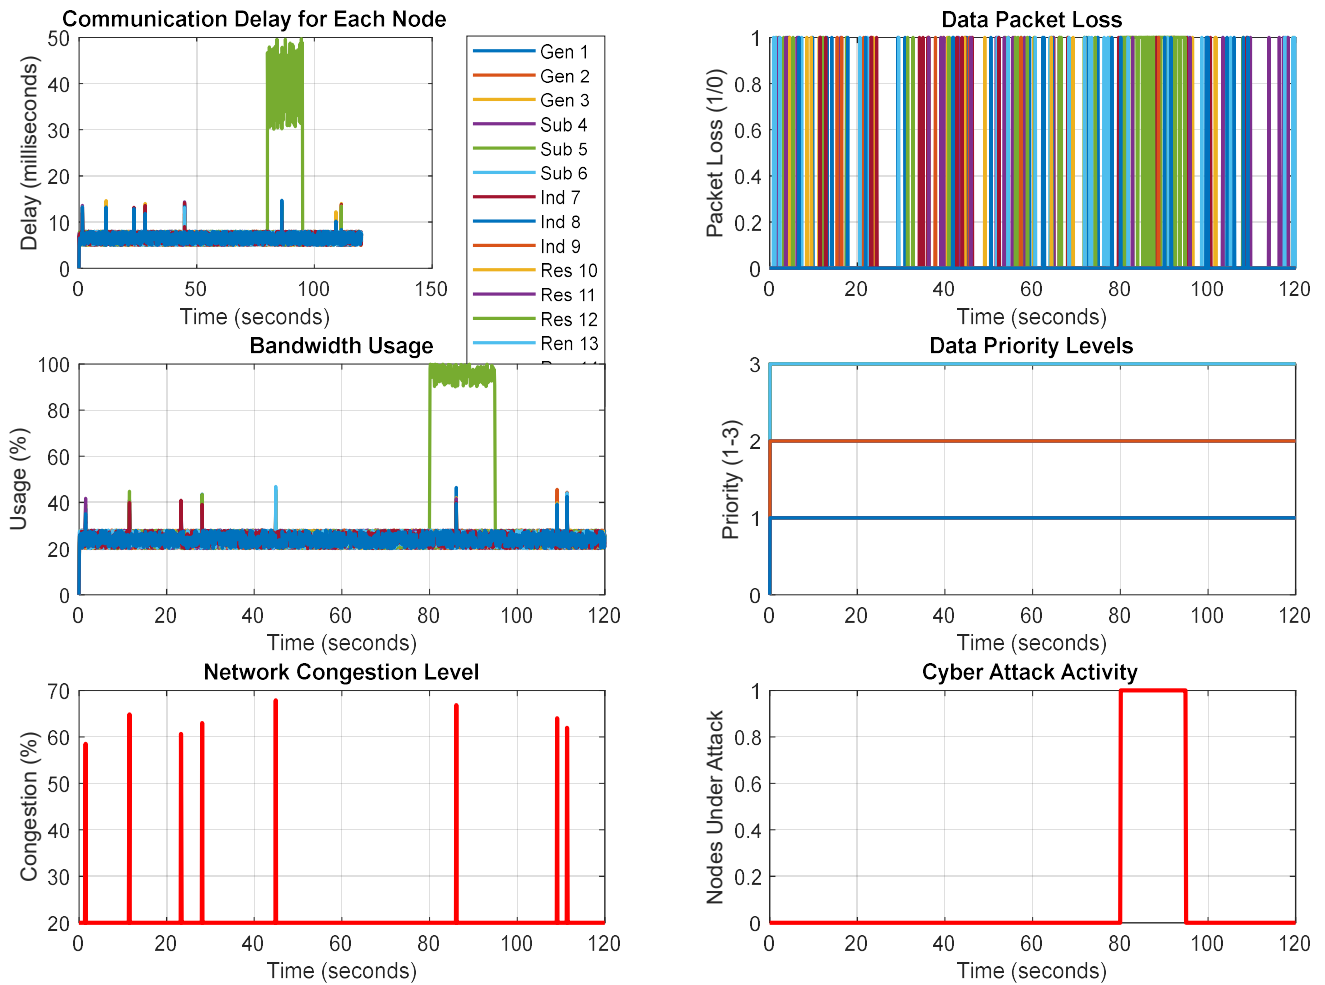 Communication Delay for Each Node
50
40
30
20
10
0
0 50 100 150
Delay (milliseconds)
Time (seconds)
Gen 1
Gen 2
Gen 3
Sub 4
Sub 5
Sub 6
Ind 7
Ind 8
Ind 9
Res 10
Res 11
Res 12
Ren 13
Data Packet Loss
1
0.8
0.6
0.4
0.2
0
0 20 40 60 80 100 120
Packet Loss (1/0)
Time (seconds)
Bandwidth Usage
100
80
60
40
20
0
0 20 40 60 80 100 120
Usage (%)
Time (seconds)
Data Priority Levels
3
2
1
0
0 20 40 60 80 100 120
Priority (1-3)
Time (seconds)
Network Congestion Level
70
60
50
40
30
20
0 20 40 60 80 100 120
Congestion (%)
Time (seconds)
Cyber Attack Activity
1
0.8
0.6
0.4
0.2
0
0 20 40 60 80 100 120
Nodes Under Attack
Time (seconds)